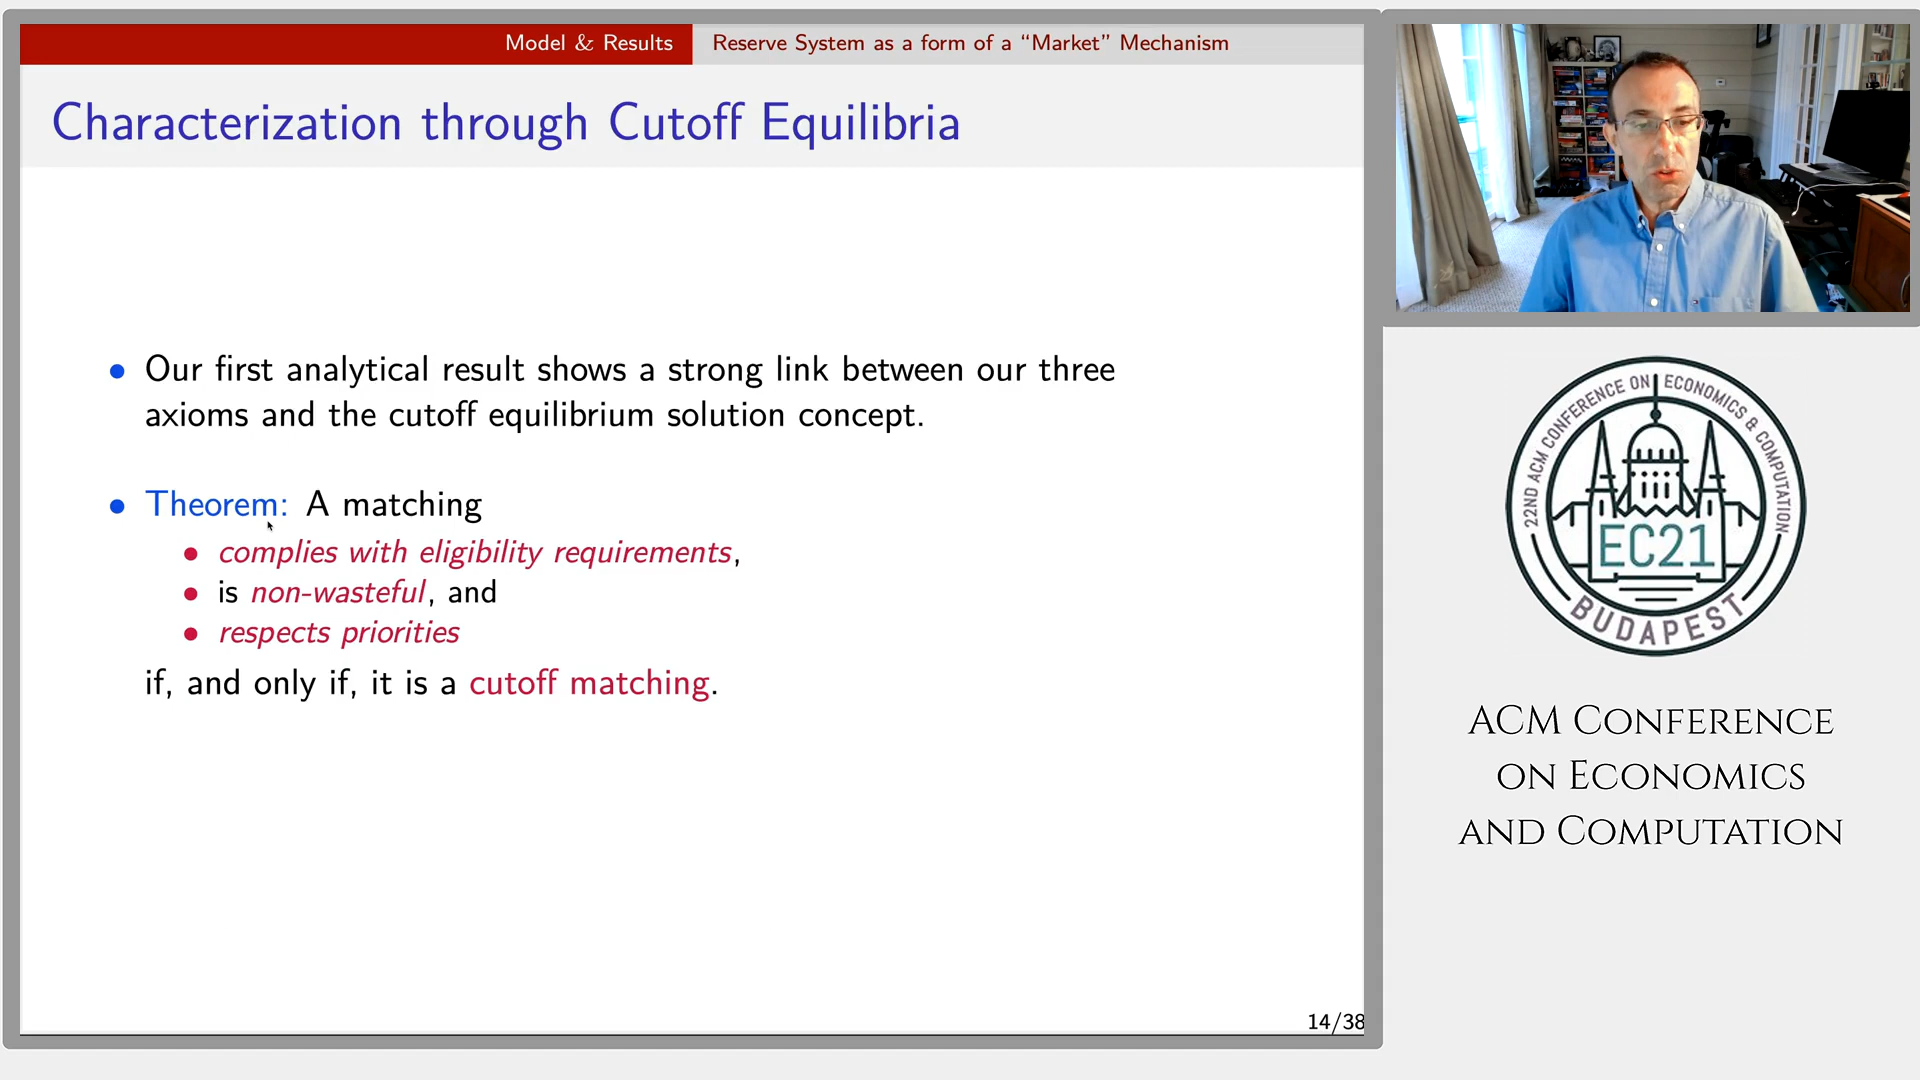 Model & Results
Reserve System as a form of a “Market” Mechanism
Characterization through Cutoff Equilibria
• Our first analytical result shows a strong link between our three
axioms and the cutoff equilibrium solution concept.
• Theorem: A matching
• complies with eligibility requirements,
• is non-wasteful, and
• respects priorities
if, and only if, it is a cutoff matching.
14/38
22ND ACM CONFERENCE ON ECONOMICS & COMPUTATION
EC21
BUDAPEST
ACM CONFERENCE
ON ECONOMICS
AND COMPUTATION